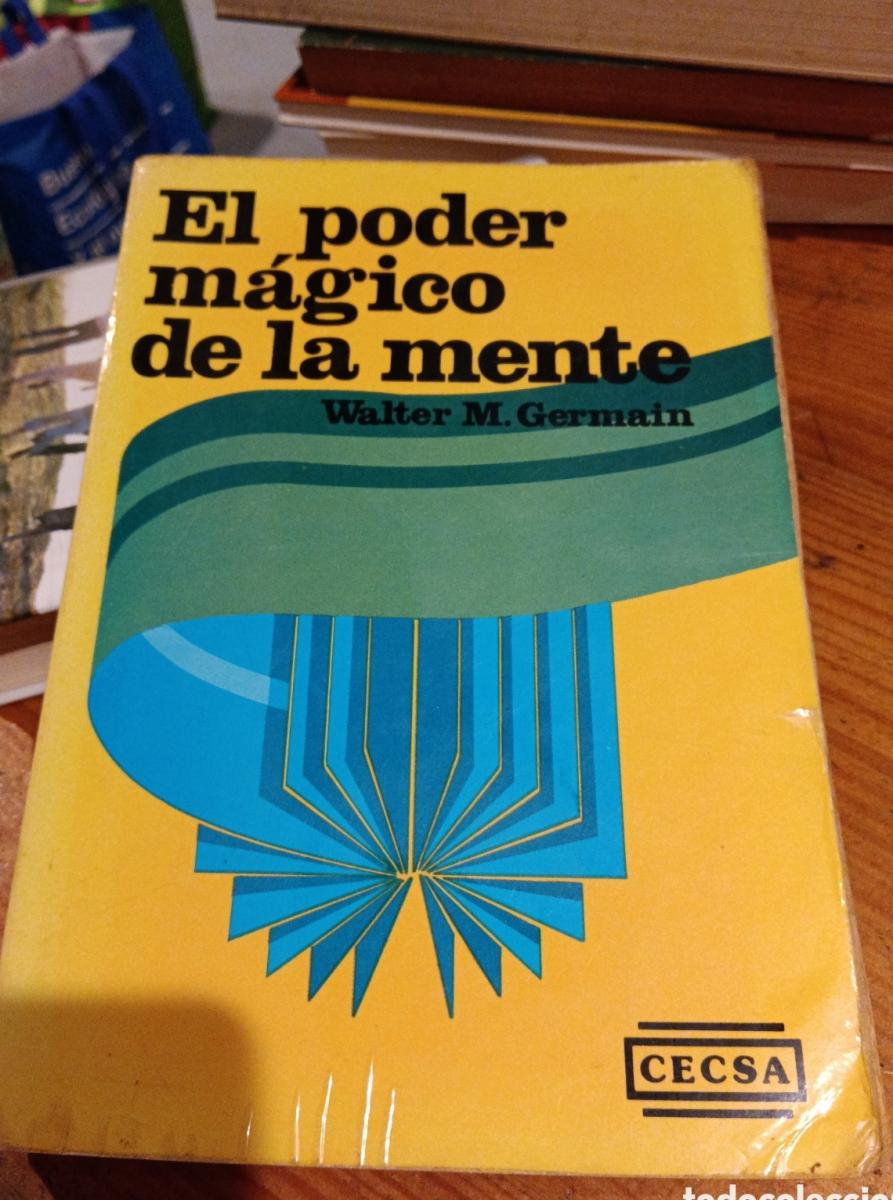 El poder
mágico
de la mente
Walter M. Germain
CECSA